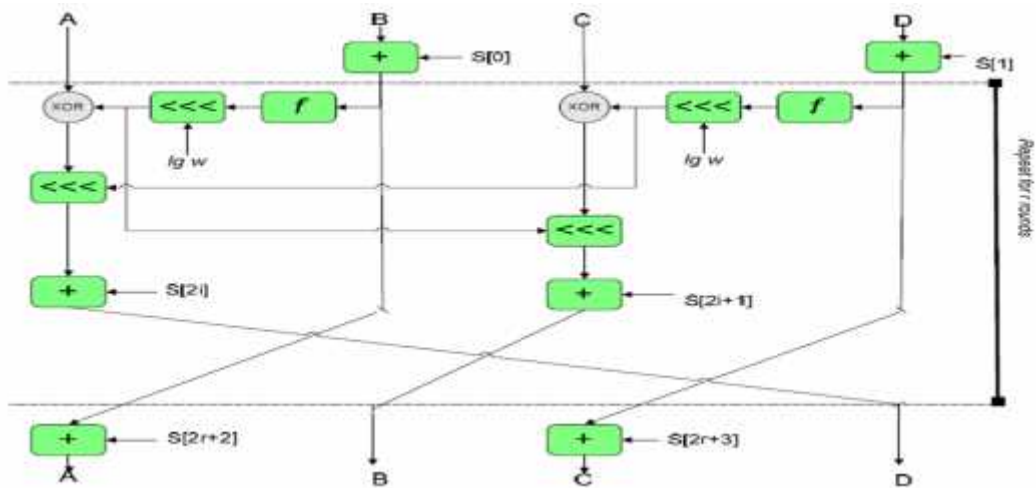 A B C D
+ S[0] + S[1]
XOR <<< f XOR <<< f
lg w lg w
<<<
<<<
+ S[2i] + S[2i+1]
Repeat for r rounds
+ S[2r+2] + S[2r+3]
A B C D